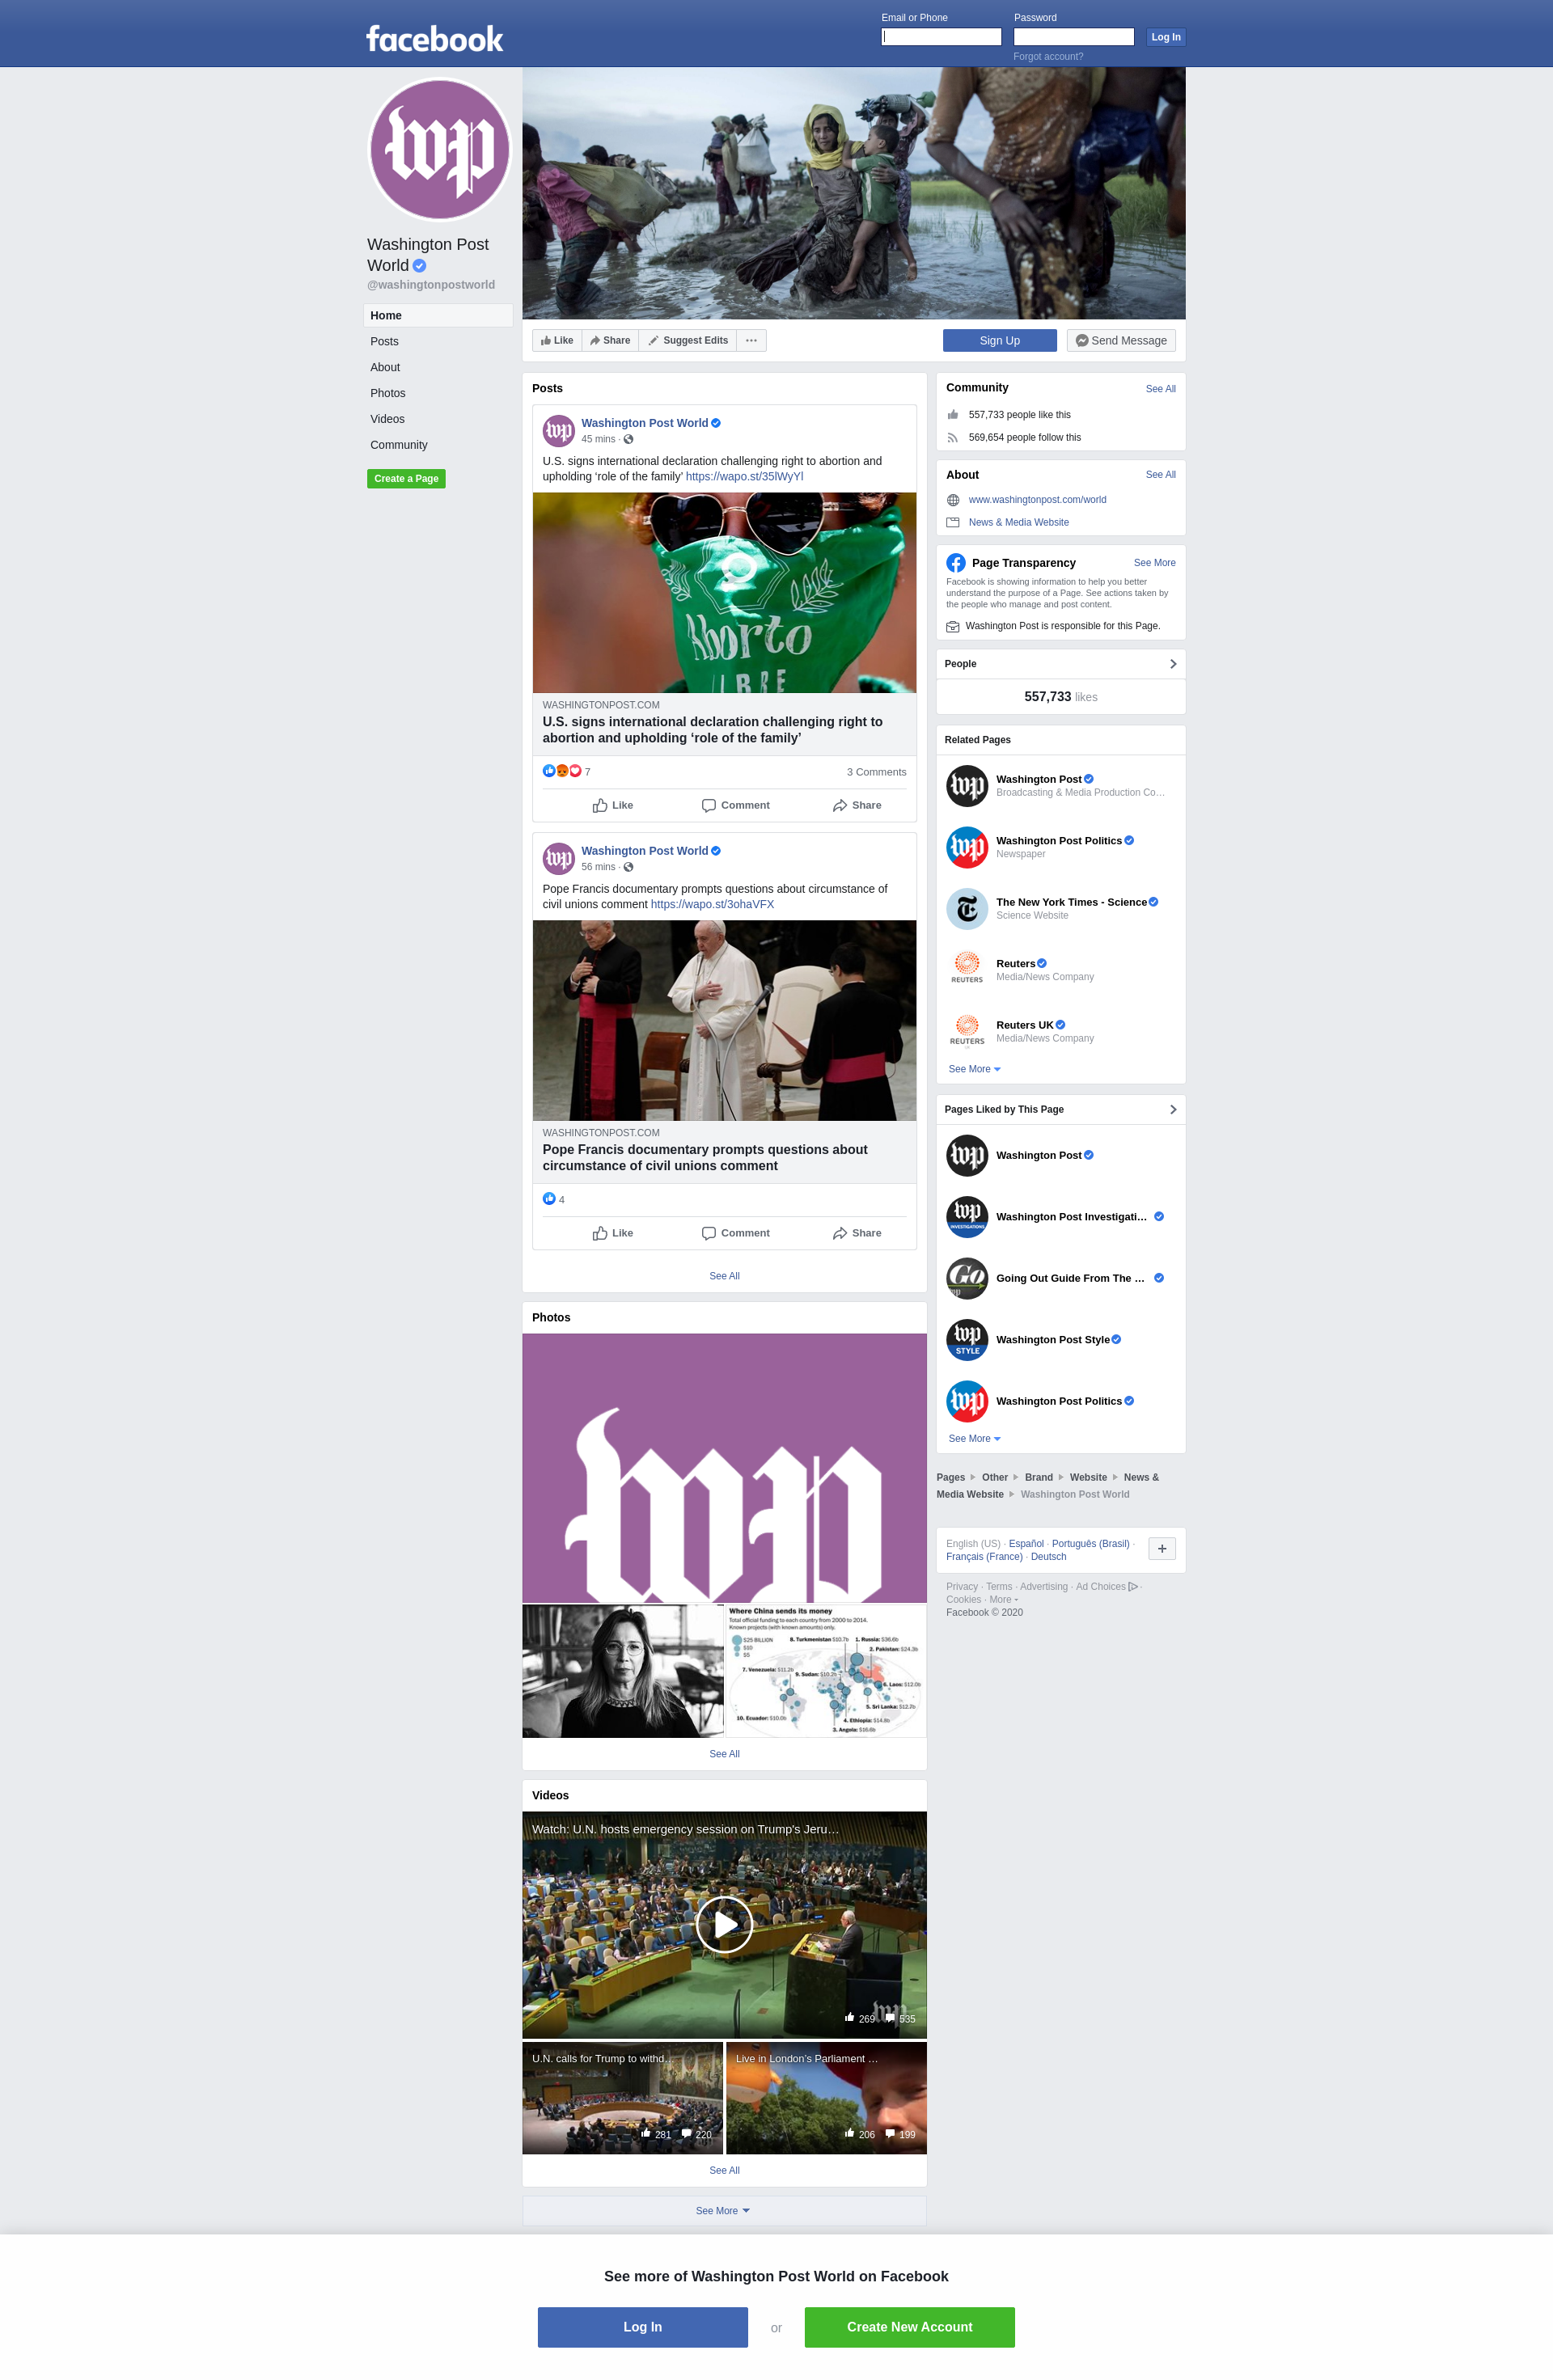 facebook
Email or Phone
Password
Log In
Forgot account?
Washington Post
World
@washingtonpostworld
Home
Posts
About
Photos
Videos
Community
Create a Page
Like
Share
Suggest Edits
Sign Up
Send Message
Posts
Washington Post World
45 mins ·
U.S. signs international declaration challenging right to abortion and
upholding ‘role of the family’ https://wapo.st/35lWyYl
Aborto
LIBRE
WASHINGTONPOST.COM
U.S. signs international declaration challenging right to
abortion and upholding ‘role of the family’
7
3 Comments
Like
Comment
Share
Washington Post World
56 mins ·
Pope Francis documentary prompts questions about circumstance of
civil unions comment https://wapo.st/3ohaVFX
WASHINGTONPOST.COM
Pope Francis documentary prompts questions about
circumstance of civil unions comment
4
Like
Comment
Share
See All
Photos
wp
Where China sends its money
Total official funding to each country from 2000 to 2014.
Known projects (with known amounts) only.
$25 BILLION
$10
$5
8. Turkmenistan $10.7b
1. Russia: $36.6b
2. Pakistan: $24.3b
7. Venezuela: $11.2b
9. Sudan: $10.2b
6. Laos: $12.0b
5. Sri Lanka: $12.7b
10. Ecuador: $10.0b
4. Ethiopia: $14.8b
3. Angola: $16.6b
See All
Videos
Watch: U.N. hosts emergency session on Trump's Jeru…
269
535
U.N. calls for Trump to withd…
281
220
Live in London's Parliament …
206
199
See All
See More
Community
See All
557,733 people like this
569,654 people follow this
About
See All
www.washingtonpost.com/world
News & Media Website
Page Transparency
See More
Facebook is showing information to help you better
understand the purpose of a Page. See actions taken by
the people who manage and post content.
Washington Post is responsible for this Page.
People
557,733 likes
Related Pages
Washington Post
Broadcasting & Media Production Co…
Washington Post Politics
Newspaper
The New York Times - Science
Science Website
REUTERS
Reuters
Media/News Company
REUTERS
Reuters UK
Media/News Company
See More
Pages Liked by This Page
Washington Post
INVESTIGATIONS
Washington Post Investigati…
Go
wp
Going Out Guide From The …
STYLE
Washington Post Style
Washington Post Politics
See More
Pages
Other
Brand
Website
News &
Media Website
Washington Post World
English (US) · Español · Português (Brasil) ·
Français (France) · Deutsch
+
Privacy · Terms · Advertising · Ad Choices ·
Cookies · More
Facebook © 2020
See more of Washington Post World on Facebook
Log In
or
Create New Account